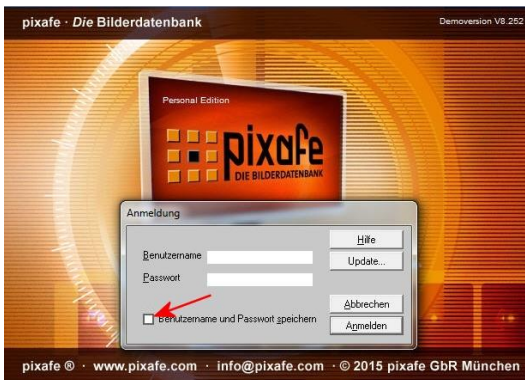 pixafe · Die Bilderdatenbank
Demoversion V8.252
Personal Edition
pixafe
DIE BILDERDATENBANK
Anmeldung
Benutzername
Passwort
Benutzername und Passwort speichern
Hilfe
Update...
Abbrechen
Anmelden
pixafe ® · www.pixafe.com · info@pixafe.com · © 2015 pixafe GbR München